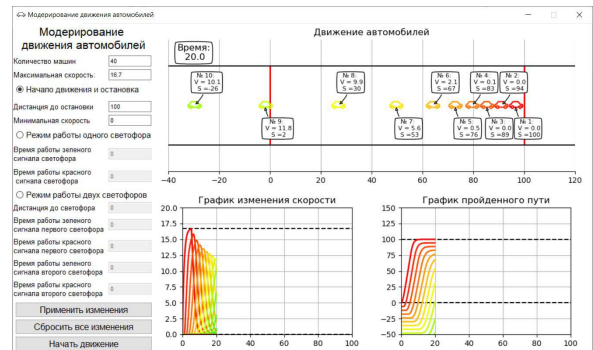 Модерирование движения автомобилей
Модерирование
движения автомобилей
Количество машин 40
Максимальная скорость: 16.7
Начало движения и остановка
Дистанция до остановки 100
Минимальная скорость 0
Режим работы одного светофора
Время работы зеленого
сигнала светофора 0
Время работы красного
сигнала светофора 0
Режим работы двух светофоров
Дистанция до светофора 0
Время работы зеленого
сигнала первого светофора 0
Время работы красного
сигнала первого светофора 0
Время работы зеленого
сигнала второго светофора 0
Время работы красного
сигнала второго светофора 0
Применить изменения
Сбросить все изменения
Начать движение
Движение автомобилей
Время:
20.0
№ 10:
V = 10.1
S =-26
№ 9:
V = 11.8
S =2
№ 8:
V = 9.9
S =30
№ 7:
V = 5.6
S =53
№ 6:
V = 2.1
S =67
№ 5:
V = 0.5
S =76
№ 4:
V = 0.1
S =83
№ 3:
V = 0.0
S =89
№ 2:
V = 0.0
S =94
№ 1:
V = 0.0
S =100
−40 −20 0 20 40 60 80 100 120
График изменения скорости
20.0
17.5
15.0
12.5
10.0
7.5
5.0
2.5
0.0
0 20 40 60 80 100
График пройденного пути
150
125
100
75
50
25
0
−25
−50
0 20 40 60 80 100